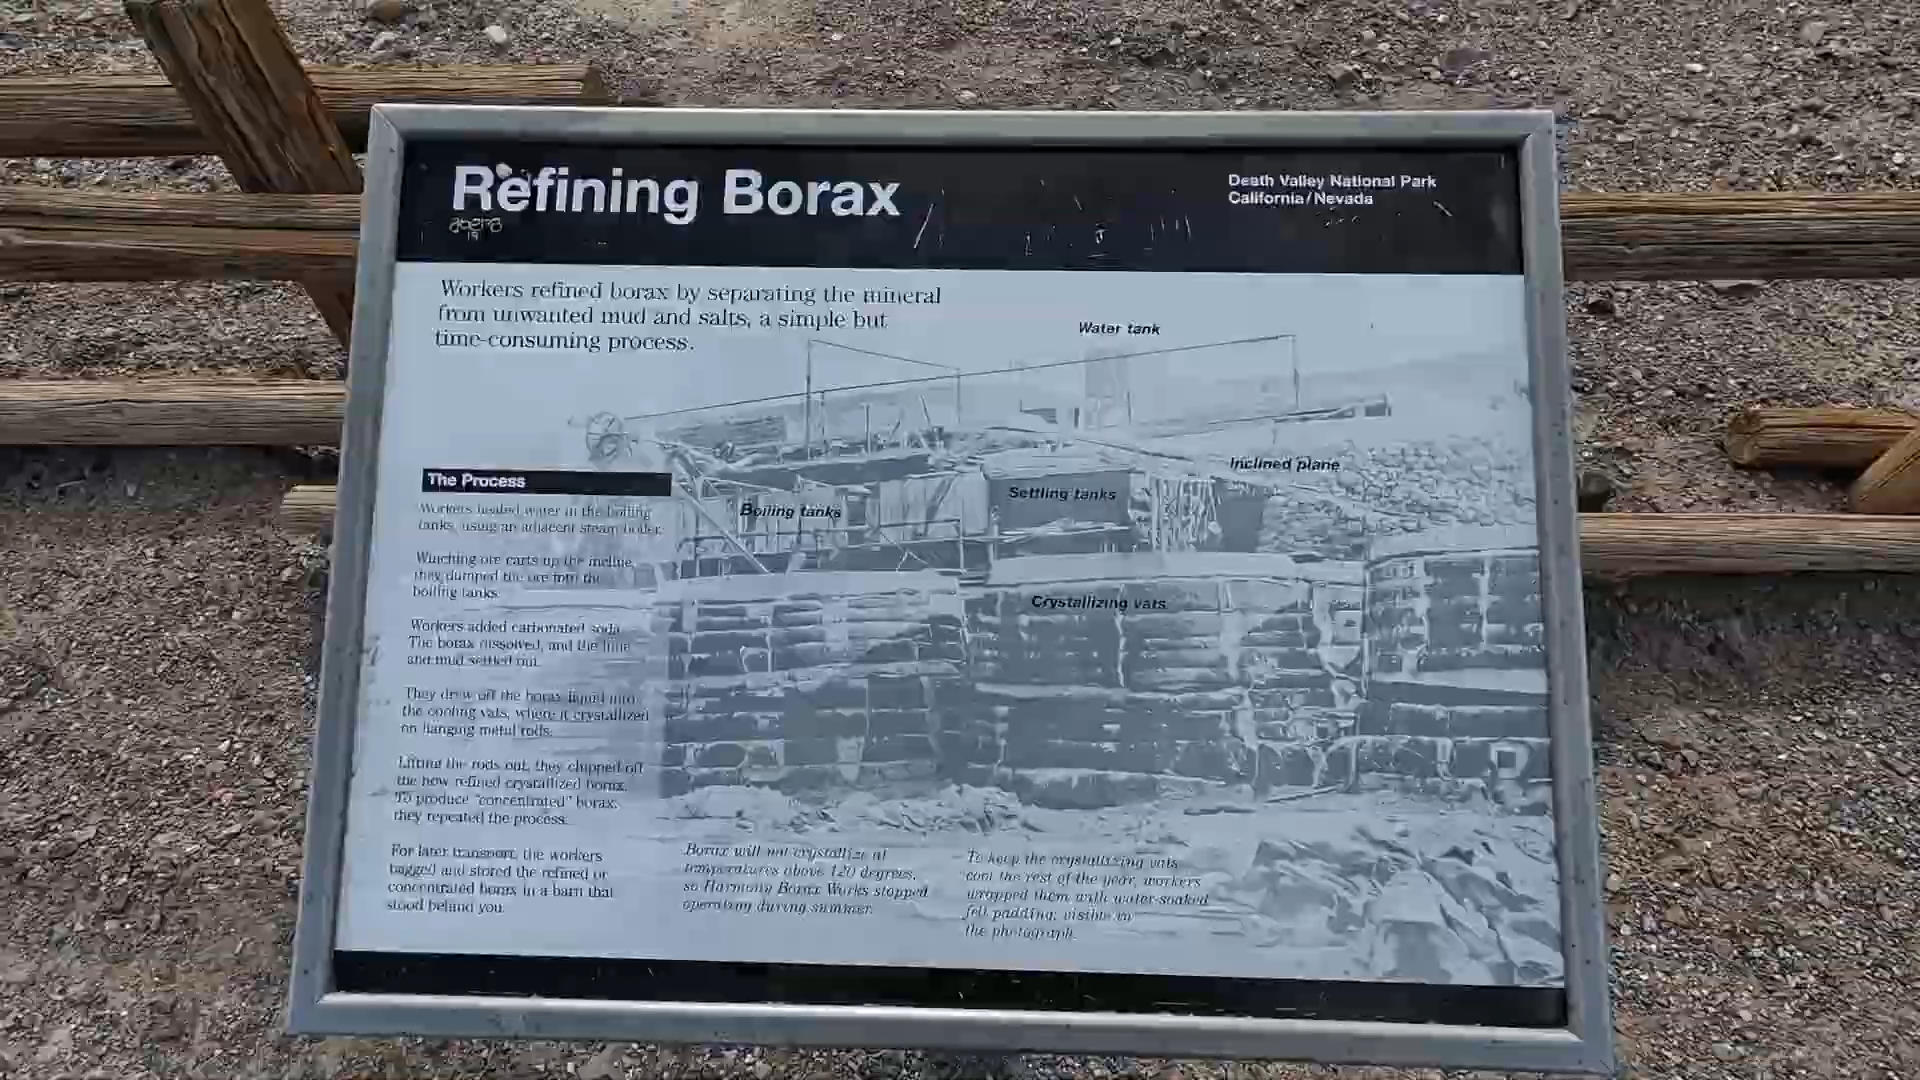 Refining Borax
Death Valley National Park
California/Nevada
Workers refined borax by separating the mineral
from unwanted mud and salts, a simple but
time-consuming process.
Water tank
Inclined plane
Settling tanks
Boiling tanks
Crystallizing vats
The Process
Workers heated water in the boiling
tanks, using an adjacent steam boiler.
Winching ore carts up the incline,
they dumped the ore into the
boiling tanks.
Workers added carbonated soda.
The borax dissolved, and the lime
and mud settled out.
They drew off the borax liquid into
the cooling vats, where it crystallized
on hanging metal rods.
Lifting the rods out, they chipped off
the now refined crystallized borax.
To produce "concentrated" borax,
they repeated the process.
For later transport, the workers
bagged and stored the refined or
concentrated borax in a barn that
stood behind you.
Borax will not crystallize at
temperatures above 120 degrees,
so Harmony Borax Works stopped
operating during summer.
To keep the crystallizing vats
cool the rest of the year, workers
wrapped them with water-soaked
felt padding, visible in
the photograph.